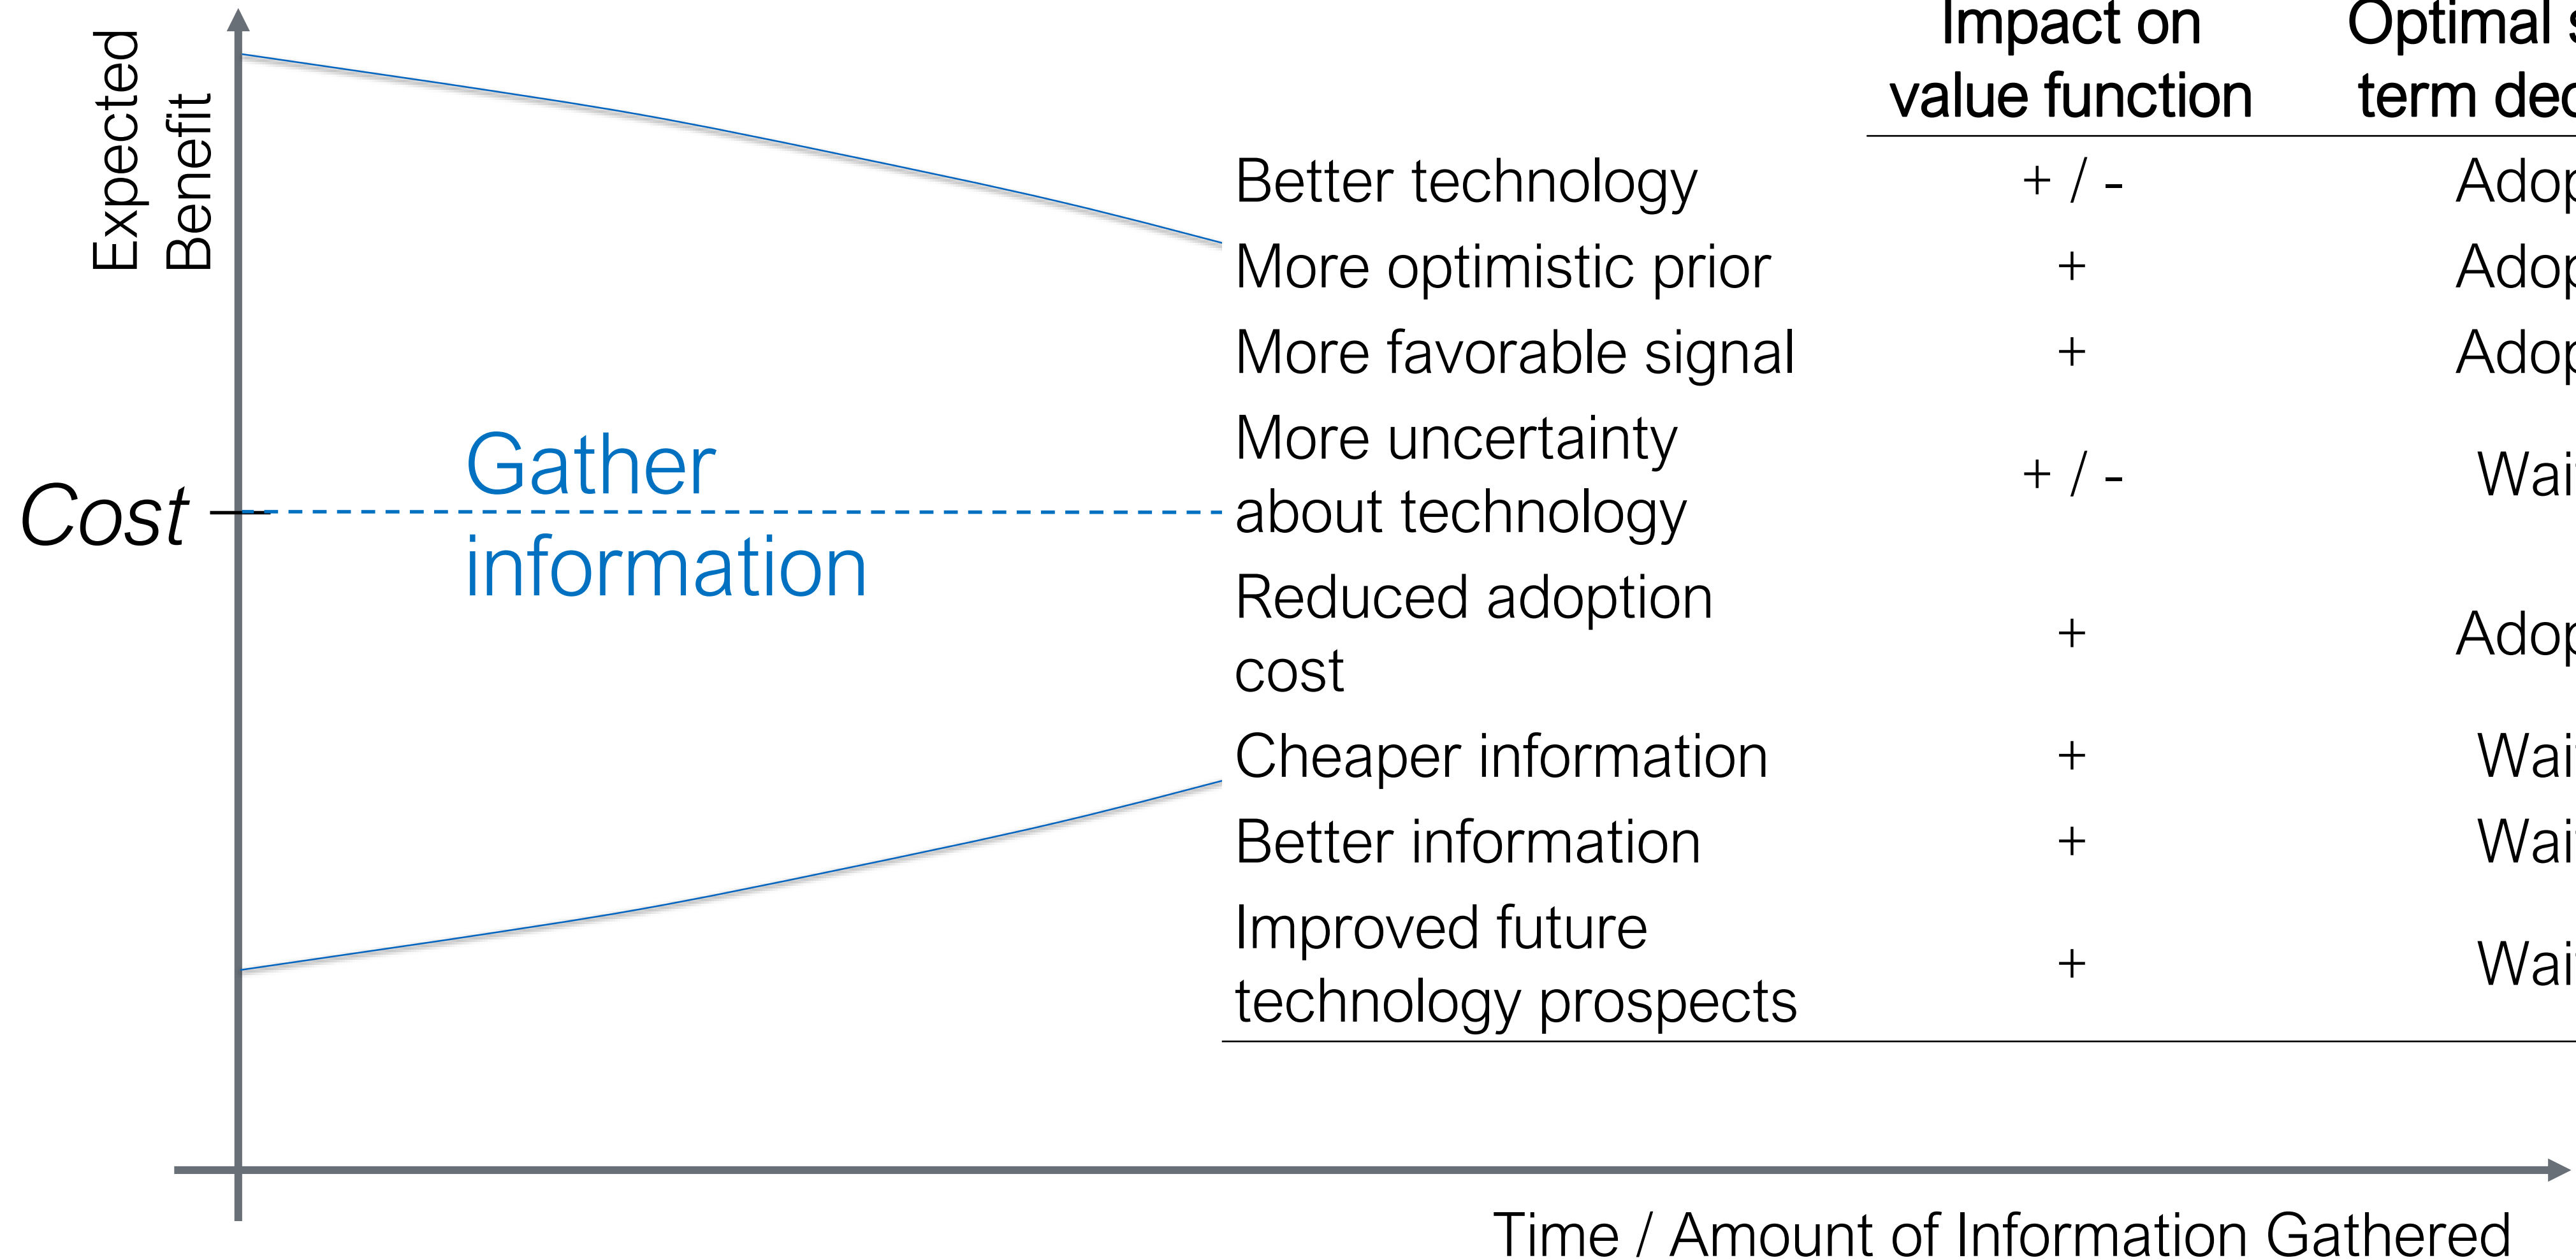 Expected
Benefit
Cost
Gather
information
Impact on
value function
Optimal s
term dec
Better technology
+ / -
Adop
More optimistic prior
+
Adop
More favorable signal
+
Adop
More uncertainty
about technology
+ / -
Wai
Reduced adoption
cost
+
Adop
Cheaper information
+
Wai
Better information
+
Wai
Improved future
technology prospects
+
Wai
Time / Amount of Information Gathered